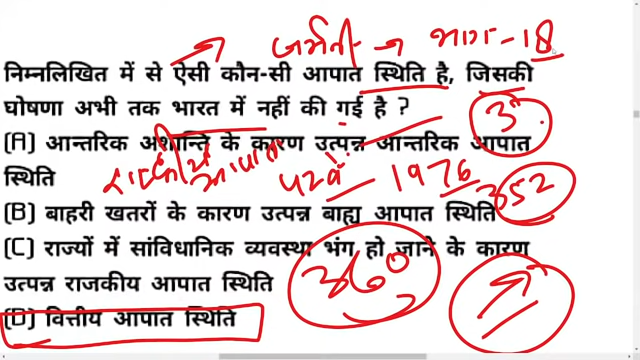 जर्मनी → भाग - 18
निम्नलिखित में से ऐसी कौन-सी आपात स्थिति है, जिसकी
घोषणा अभी तक भारत में नहीं की गई है ?
3
(A) आन्तरिक अशान्ति के कारण उत्पन्न आन्तरिक आपात
स्थिति
1976
352
(B) बाहरी खतरों के कारण उत्पन्न बाह्य आपात स्थिति
(C) राज्यों में सांविधानिक व्यवस्था भंग हो जाने के कारण
उत्पन्न राजकीय आपात स्थिति
360
(D) वित्तीय आपात स्थिति